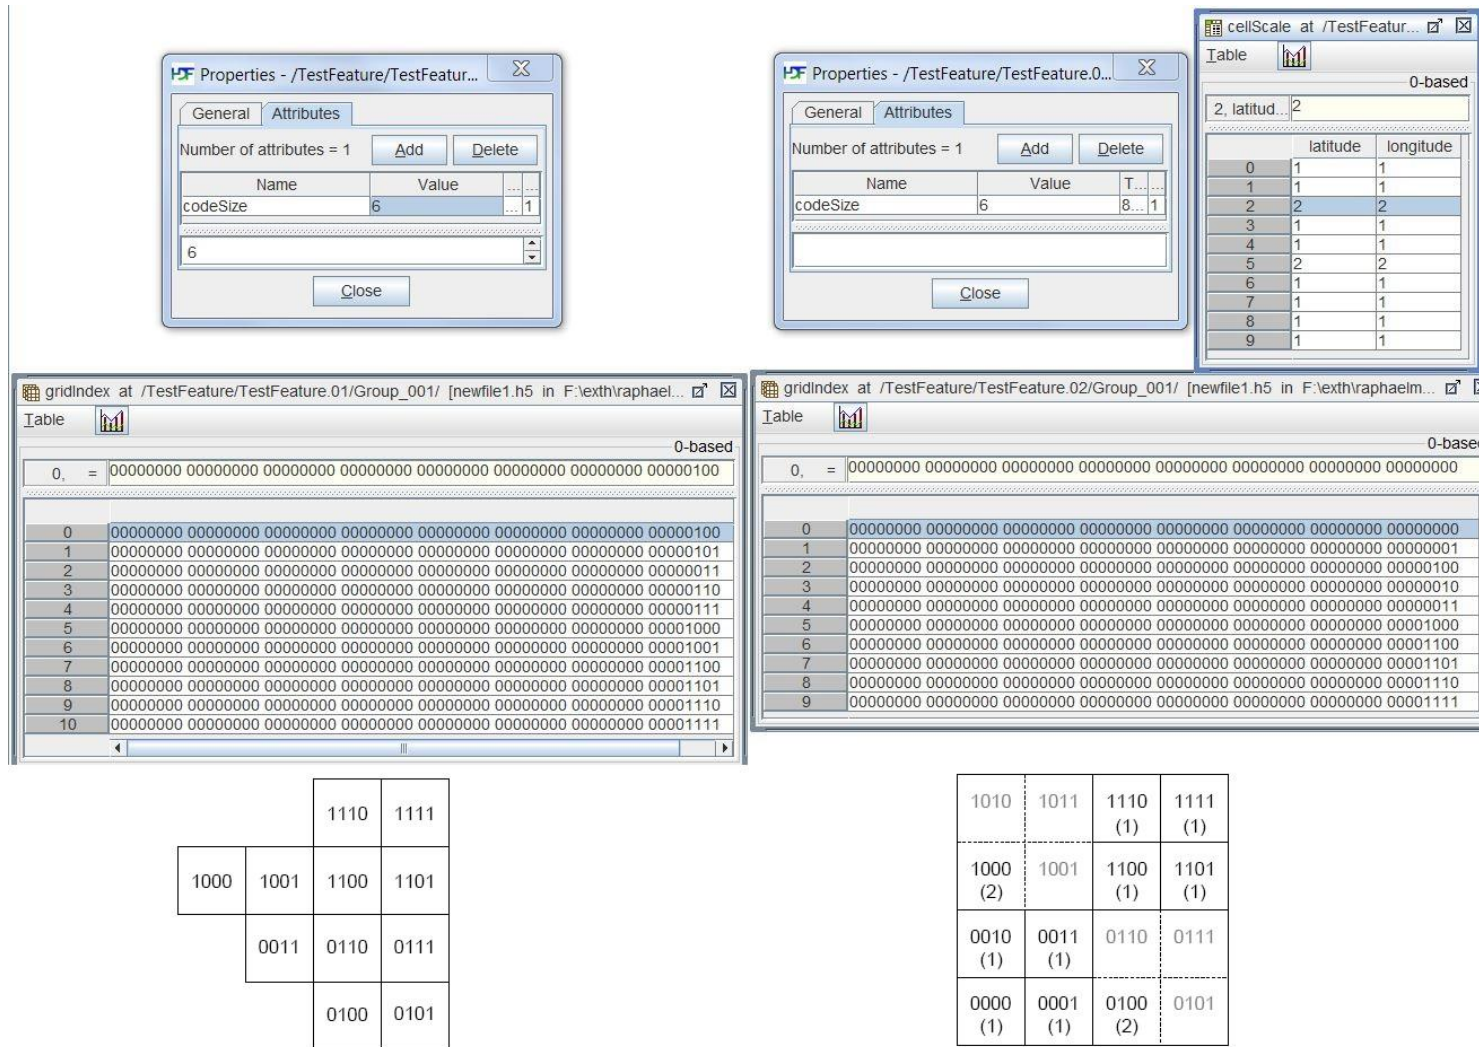 Properties - /TestFeature/TestFeatur...
General Attributes
Number of attributes = 1 Add Delete
Name Value ... ...
codeSize 6 ... 1
6
Close
Properties - /TestFeature/TestFeature.0...
General Attributes
Number of attributes = 1 Add Delete
Name Value T... ...
codeSize 6 8... 1
Close
cellScale at /TestFeatur...
Table
0-based
2, latitud... 2
latitude longitude
0 1 1
1 1 1
2 2 2
3 1 1
4 1 1
5 2 2
6 1 1
7 1 1
8 1 1
9 1 1
gridIndex at /TestFeature/TestFeature.01/Group_001/ [newfile1.h5 in F:\exth\raphael...
Table
0-based
0, = 00000000 00000000 00000000 00000000 00000000 00000000 00000000 00000100
0 00000000 00000000 00000000 00000000 00000000 00000000 00000000 00000100
1 00000000 00000000 00000000 00000000 00000000 00000000 00000000 00000101
2 00000000 00000000 00000000 00000000 00000000 00000000 00000000 00000011
3 00000000 00000000 00000000 00000000 00000000 00000000 00000000 00000110
4 00000000 00000000 00000000 00000000 00000000 00000000 00000000 00000111
5 00000000 00000000 00000000 00000000 00000000 00000000 00000000 00001000
6 00000000 00000000 00000000 00000000 00000000 00000000 00000000 00001001
7 00000000 00000000 00000000 00000000 00000000 00000000 00000000 00001100
8 00000000 00000000 00000000 00000000 00000000 00000000 00000000 00001101
9 00000000 00000000 00000000 00000000 00000000 00000000 00000000 00001110
10 00000000 00000000 00000000 00000000 00000000 00000000 00000000 00001111
gridIndex at /TestFeature/TestFeature.02/Group_001/ [newfile1.h5 in F:\exth\raphaelm...
Table
0-based
0, = 00000000 00000000 00000000 00000000 00000000 00000000 00000000 00000000
0 00000000 00000000 00000000 00000000 00000000 00000000 00000000 00000000
1 00000000 00000000 00000000 00000000 00000000 00000000 00000000 00000001
2 00000000 00000000 00000000 00000000 00000000 00000000 00000000 00000100
3 00000000 00000000 00000000 00000000 00000000 00000000 00000000 00000010
4 00000000 00000000 00000000 00000000 00000000 00000000 00000000 00000011
5 00000000 00000000 00000000 00000000 00000000 00000000 00000000 00001000
6 00000000 00000000 00000000 00000000 00000000 00000000 00000000 00001100
7 00000000 00000000 00000000 00000000 00000000 00000000 00000000 00001101
8 00000000 00000000 00000000 00000000 00000000 00000000 00000000 00001110
9 00000000 00000000 00000000 00000000 00000000 00000000 00000000 00001111
1110 1111
1000 1001 1100 1101
0011 0110 0111
0100 0101
1010 1011 1110 1111
(1) (1)
1000 1001 1100 1101
(2) (1) (1)
0010 0011 0110 0111
(1) (1)
0000 0001 0100 0101
(1) (1) (2)